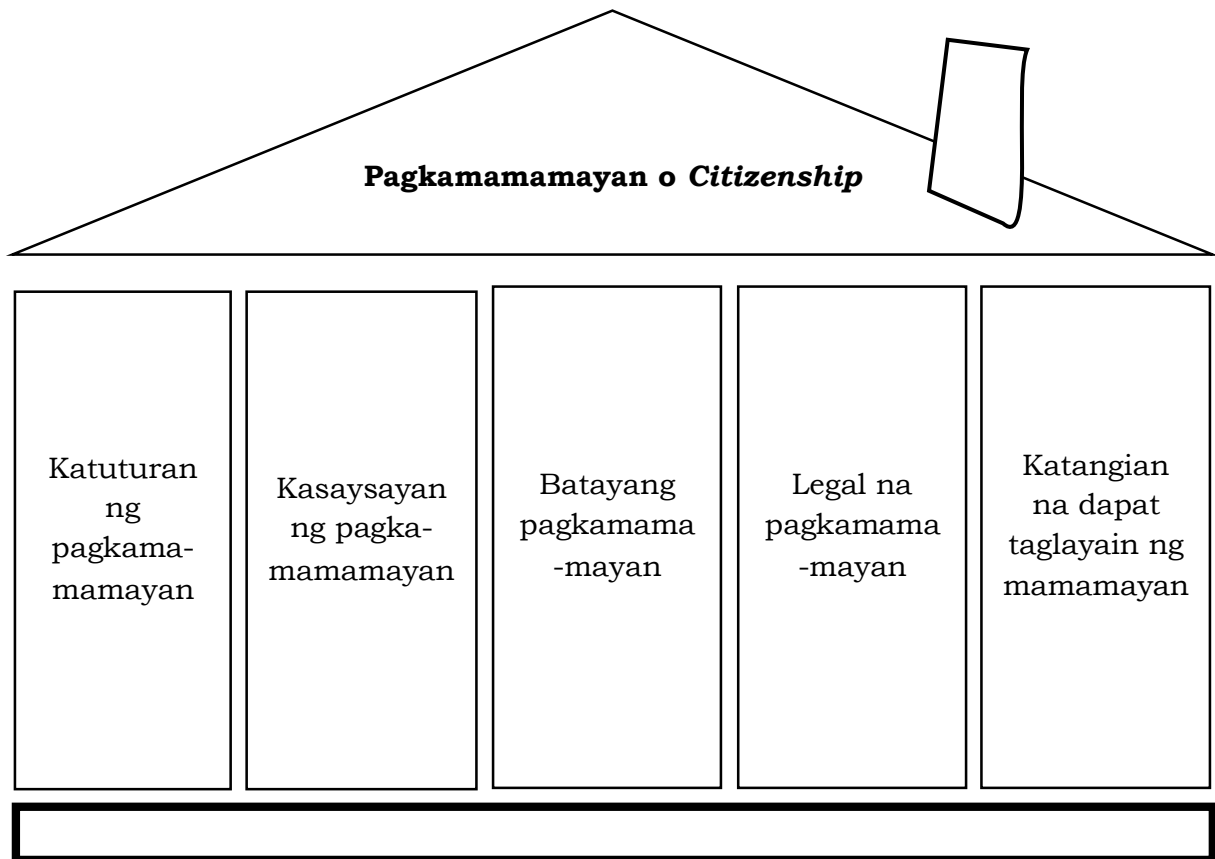 Pagkamamamayan o Citizenship
Katuturan
ng
pagkama-
mamayan
Kasaysayan
ng pagka-
mamamayan
Batayang
pagkamama
-mayan
Legal na
pagkamama
-mayan
Katangian
na dapat
taglayain ng
mamamayan